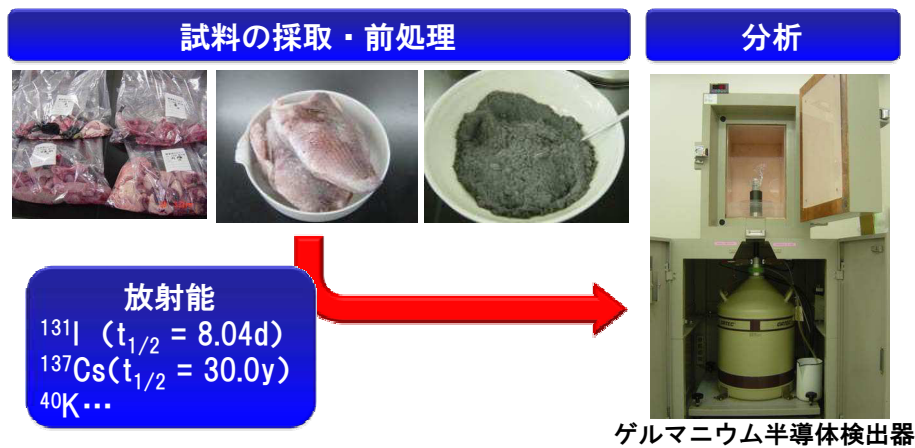 試料の採取・前処理
分析
放射能
¹³¹I (t₁/₂ = 8.04d)
¹³⁷Cs(t₁/₂ = 30.0y)
⁴⁰K…
ゲルマニウム半導体検出器